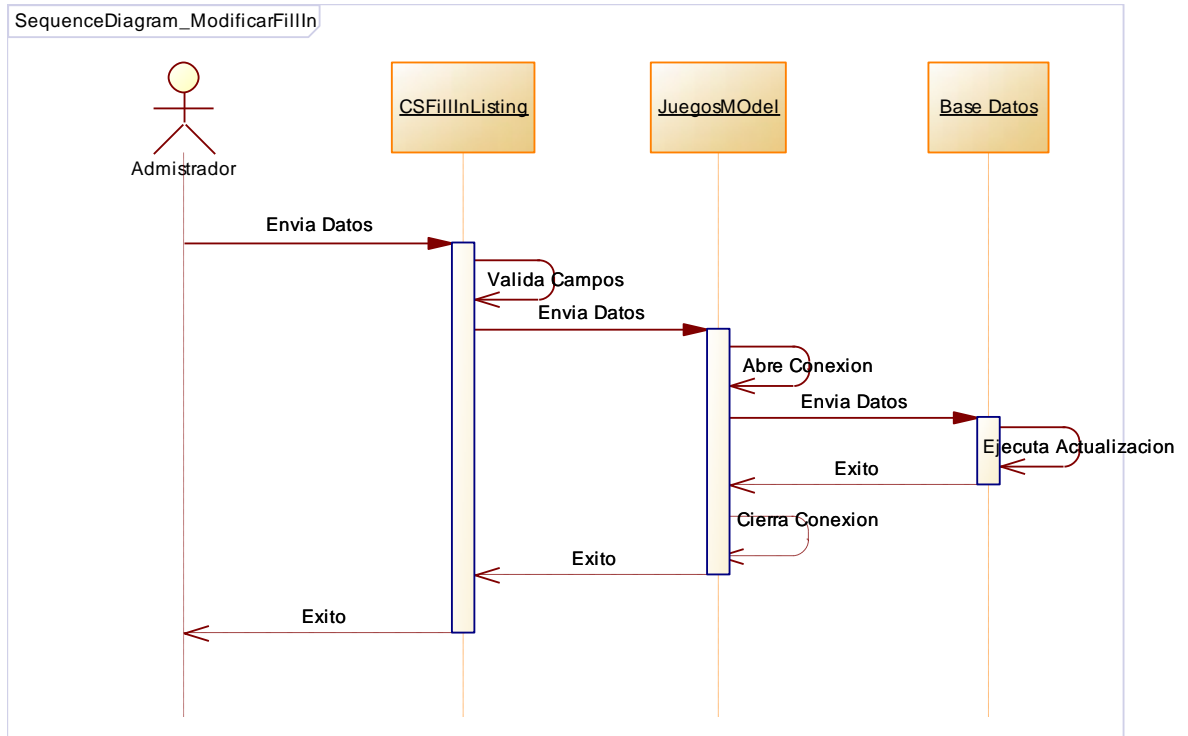 SequenceDiagram_ModificarFillIn
CSFillInListing
JuegosMOdel
Base Datos
Admistrador
Envia Datos
Valida Campos
Envia Datos
Abre Conexion
Envia Datos
Ejecuta Actualizacion
Exito
Cierra Conexion
Exito
Exito